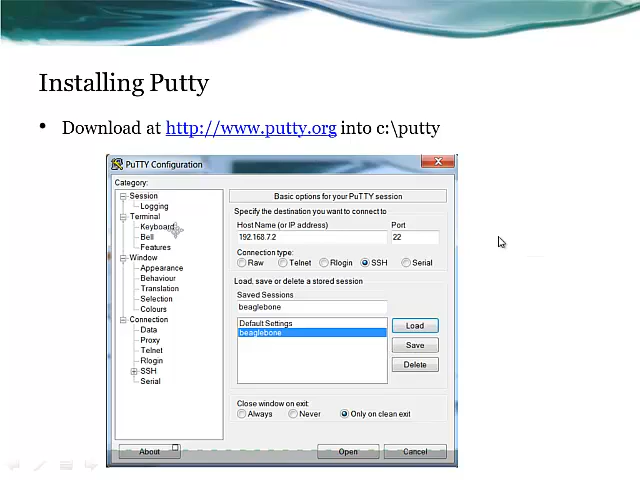 Installing Putty
• Download at http://www.putty.org into c:\putty
PuTTY Configuration
Category:
Session
Logging
Terminal
Keyboard
Bell
Features
Window
Appearance
Behaviour
Translation
Selection
Colours
Connection
Data
Proxy
Telnet
Rlogin
SSH
Serial
Basic options for your PuTTY session
Specify the destination you want to connect to
Host Name (or IP address) Port
192.168.7.2 22
Connection type:
Raw Telnet Rlogin SSH Serial
Load, save or delete a stored session
Saved Sessions
beaglebone
Default Settings
beaglebone
Load
Save
Delete
Close window on exit:
Always Never Only on clean exit
About Open Cancel